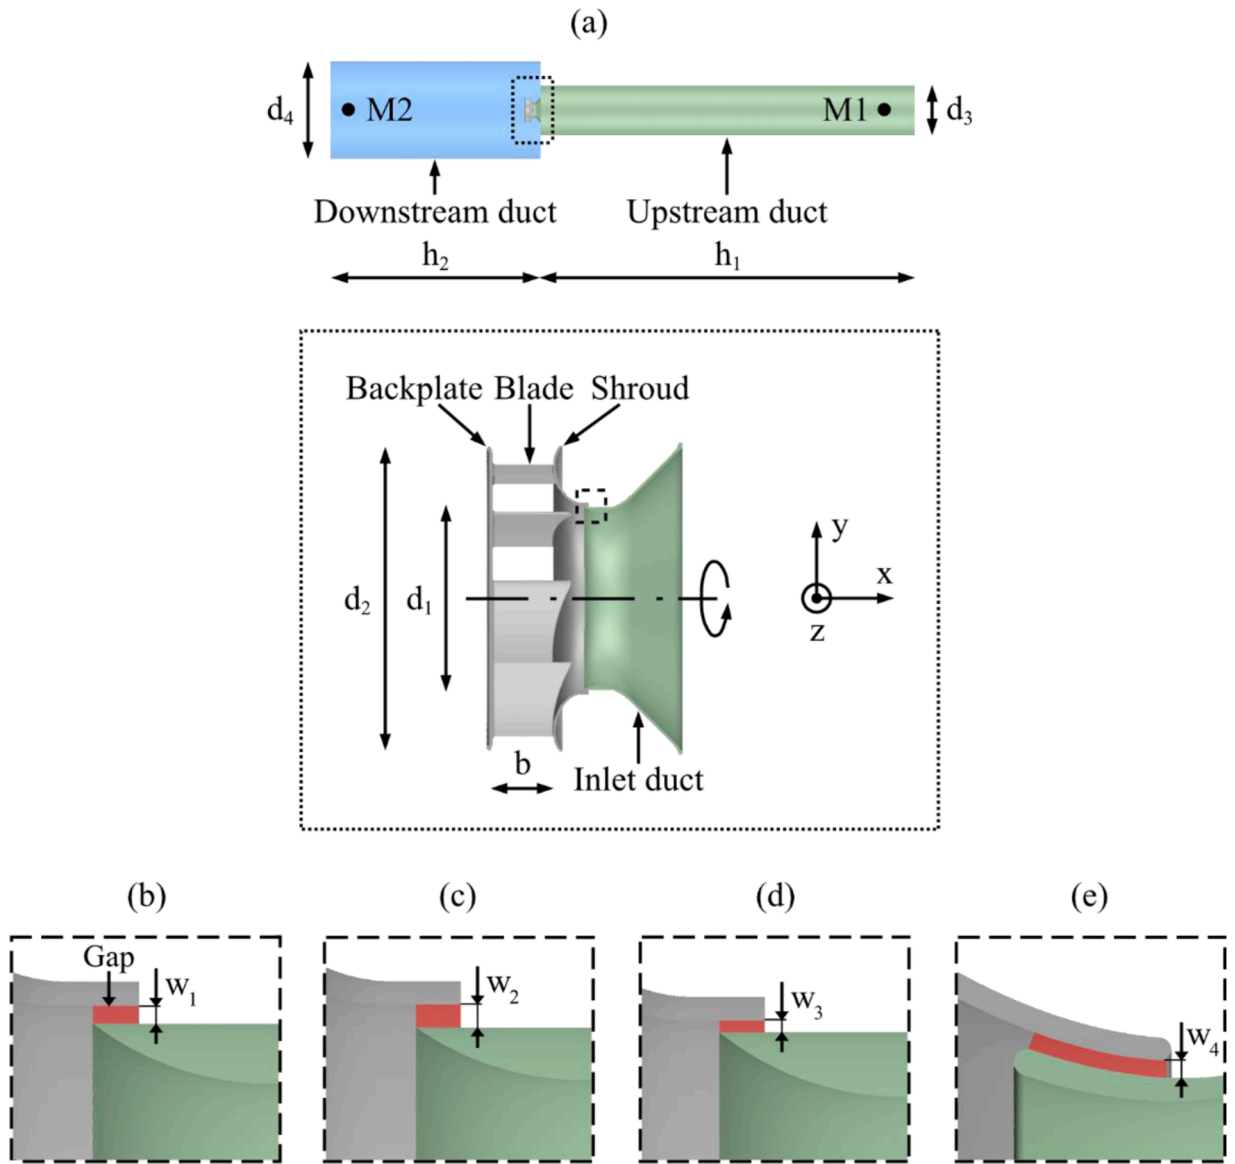 (a)
d₄
M2
M1
d₃
Downstream duct
Upstream duct
h₂
h₁
Backplate
Blade
Shroud
d₂
d₁
y
x
z
b
Inlet duct
(b)
(c)
(d)
(e)
Gap
w₁
w₂
w₃
w₄